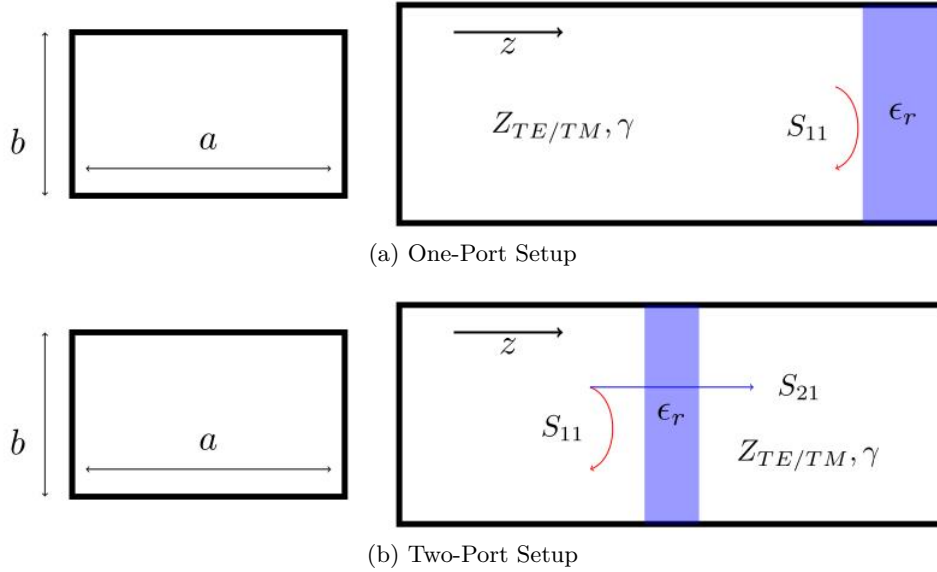 b
a
z
Z_{TE/TM}, γ
S_{11}
ϵ_r
(a) One-Port Setup
b
a
z
S_{11}
ϵ_r
S_{21}
Z_{TE/TM}, γ
(b) Two-Port Setup